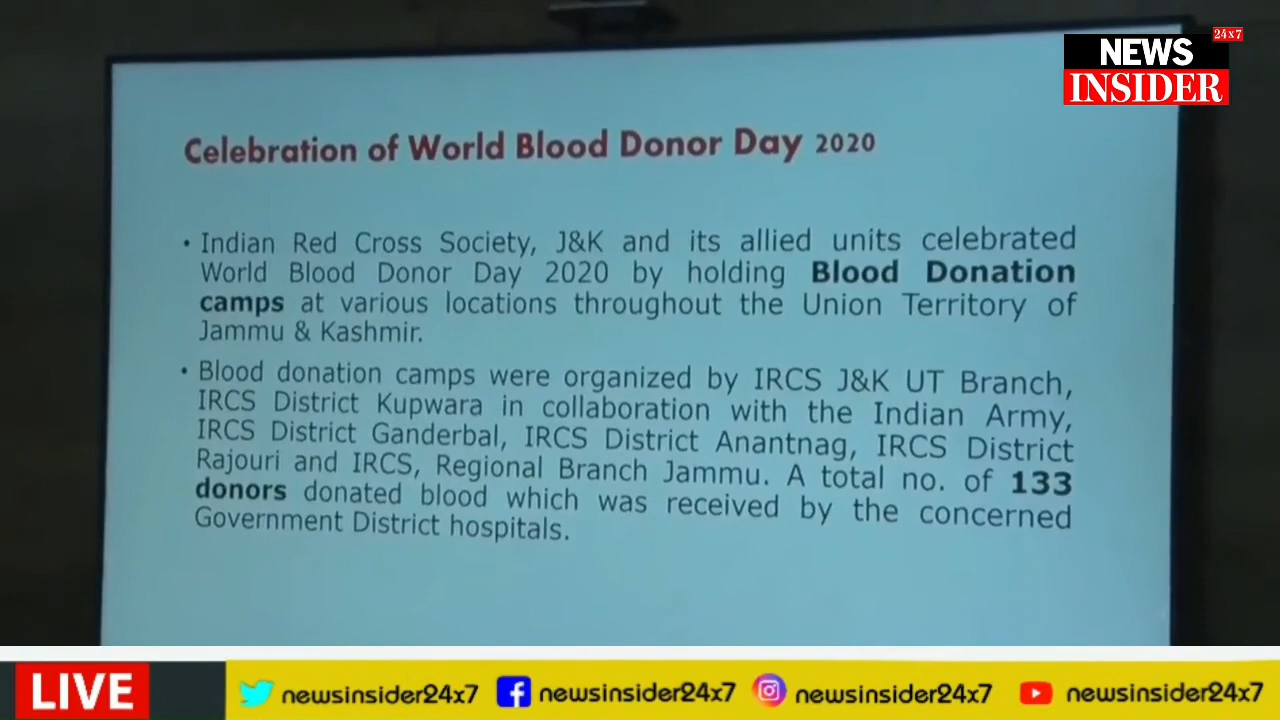 24x7
NEWS
INSIDER
Celebration of World Blood Donor Day 2020
• Indian Red Cross Society, J&K and its allied units celebrated
World Blood Donor Day 2020 by holding Blood Donation
camps at various locations throughout the Union Territory of
Jammu & Kashmir.
• Blood donation camps were organized by IRCS J&K UT Branch,
IRCS District Kupwara in collaboration with the Indian Army,
IRCS District Ganderbal, IRCS District Anantnag, IRCS District
Rajouri and IRCS, Regional Branch Jammu. A total no. of 133
donors donated blood which was received by the concerned
Government District hospitals.
LIVE newsinsider24x7 newsinsider24x7 newsinsider24x7 newsinsider24x7